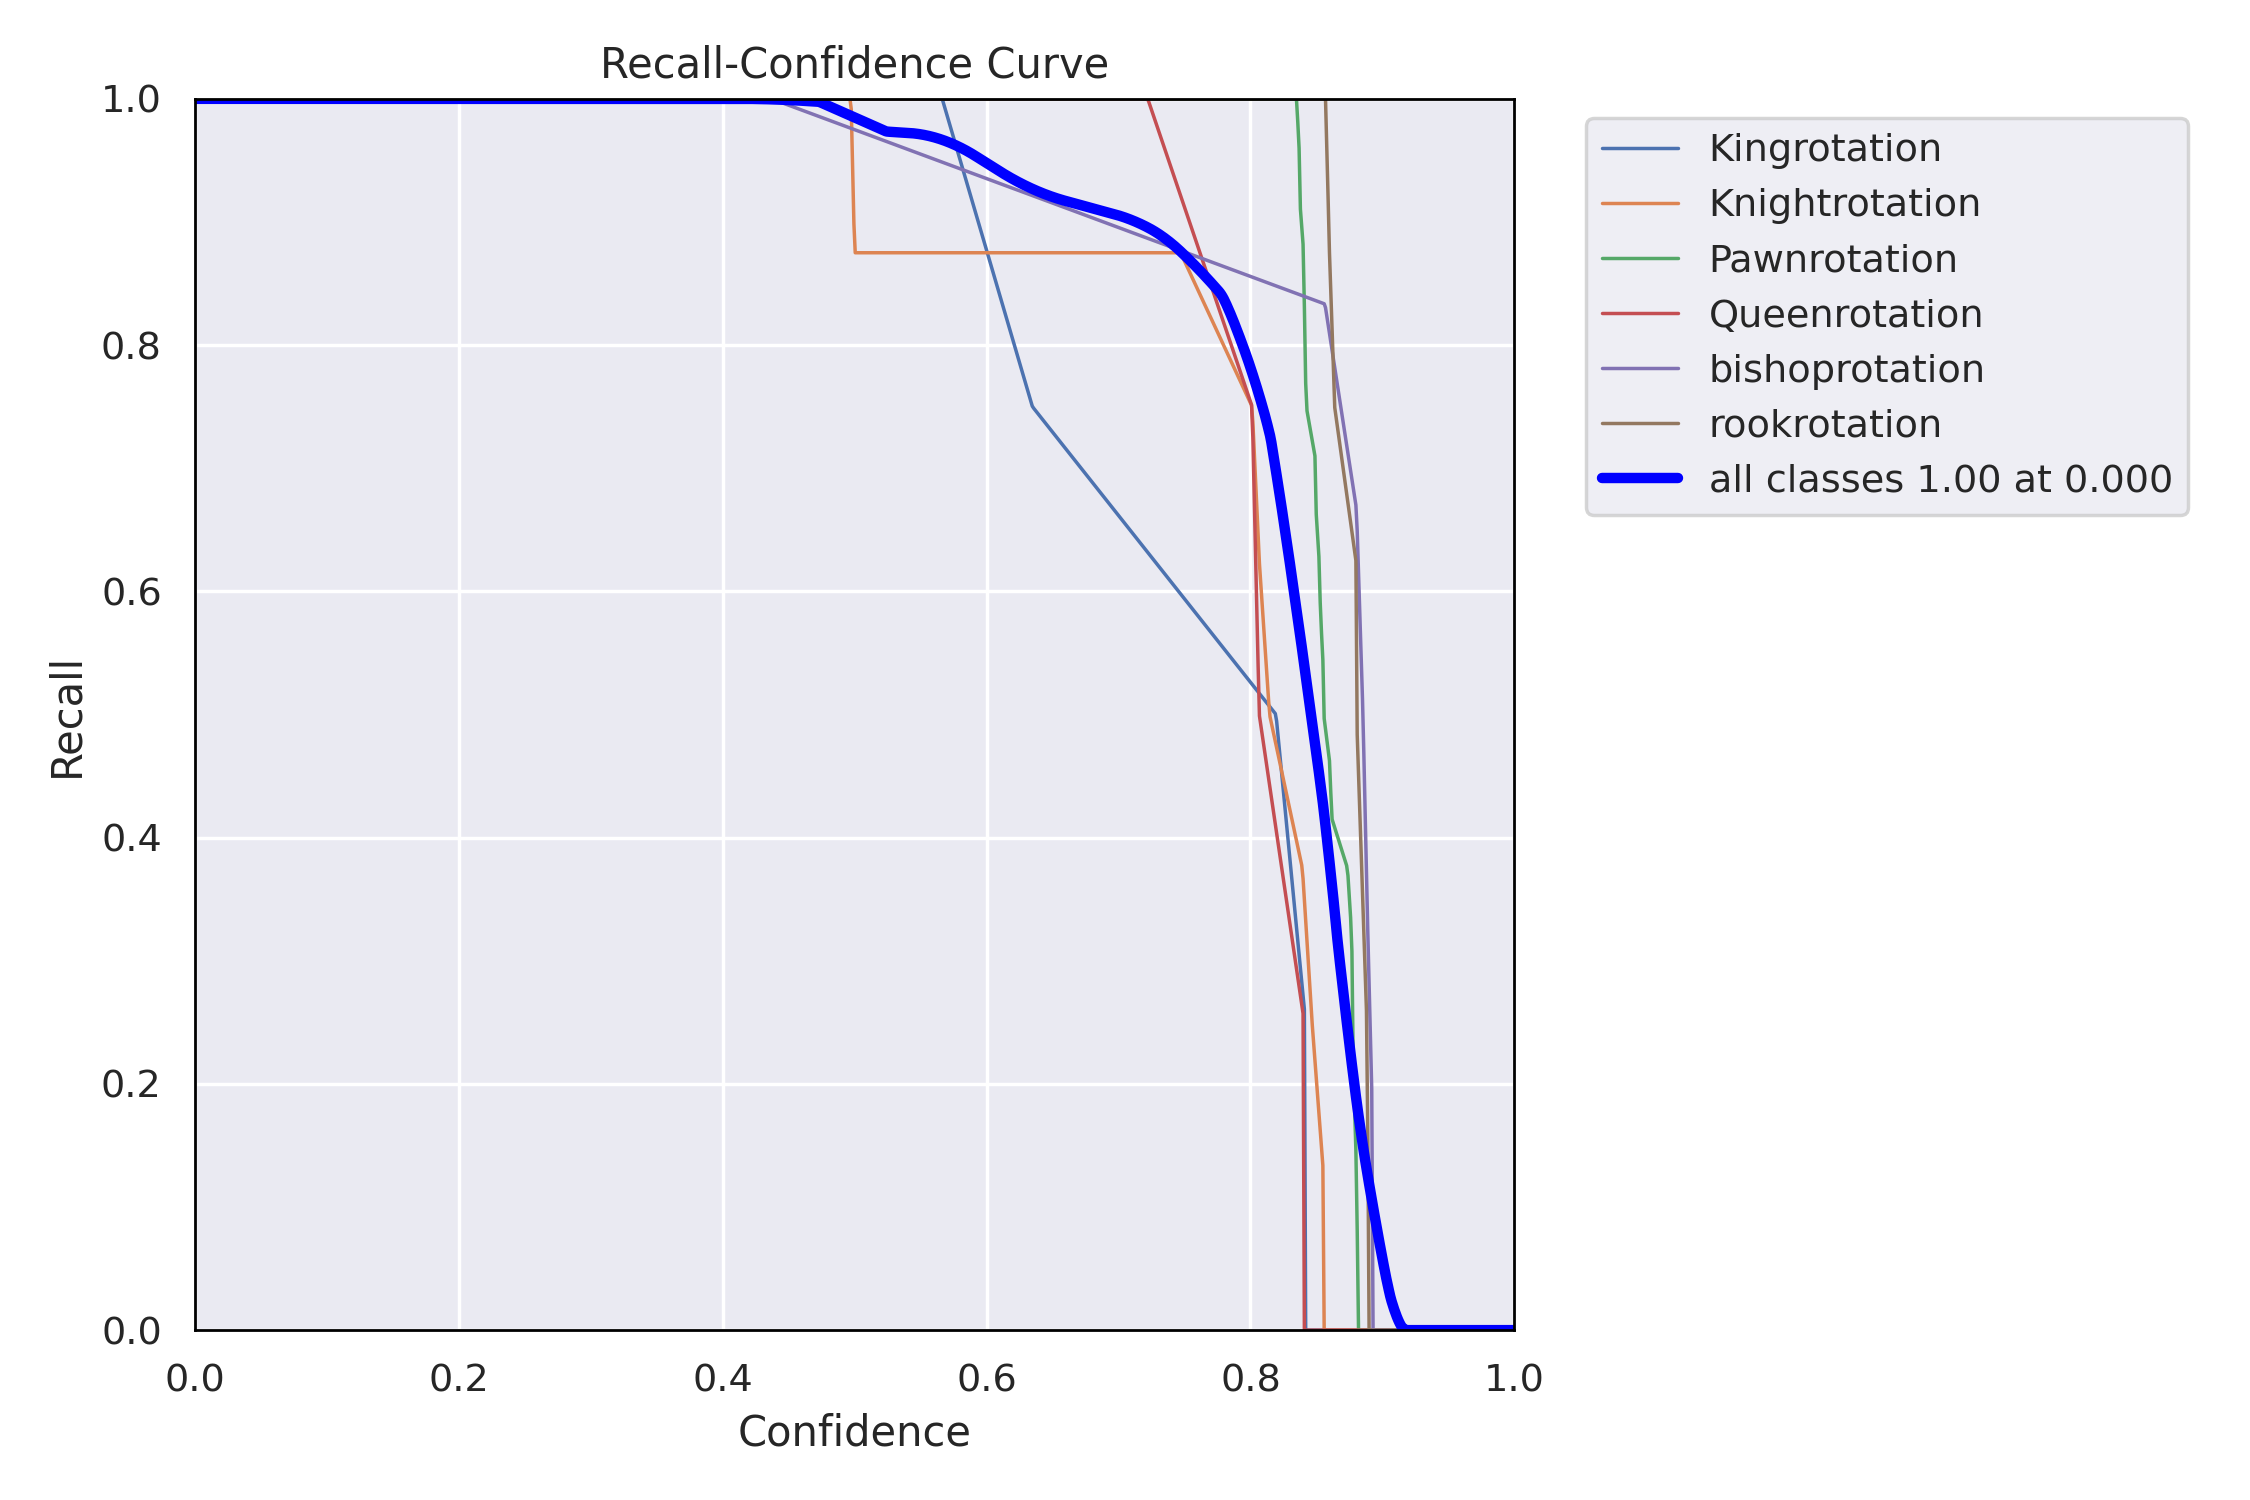 Recall-Confidence Curve
1.0
0.8
0.6
0.4
0.2
0.0
Recall
0.0 0.2 0.4 0.6 0.8 1.0
Confidence
Kingrotation
Knightrotation
Pawnrotation
Queenrotation
bishoprotation
rookrotation
all classes 1.00 at 0.000